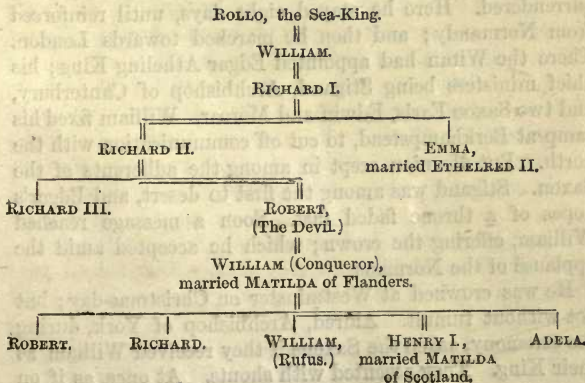 ROLLO, the Sea-King.
WILLIAM.
RICHARD I.
RICHARD II.
EMMA,
married ETHELRED II.
RICHARD III.
ROBERT,
(The Devil.)
WILLIAM (Conqueror),
married MATILDA of Flanders.
ROBERT.
RICHARD.
WILLIAM,
(Rufus.)
HENRY I.,
married MATILDA
of Scotland.
ADELA.